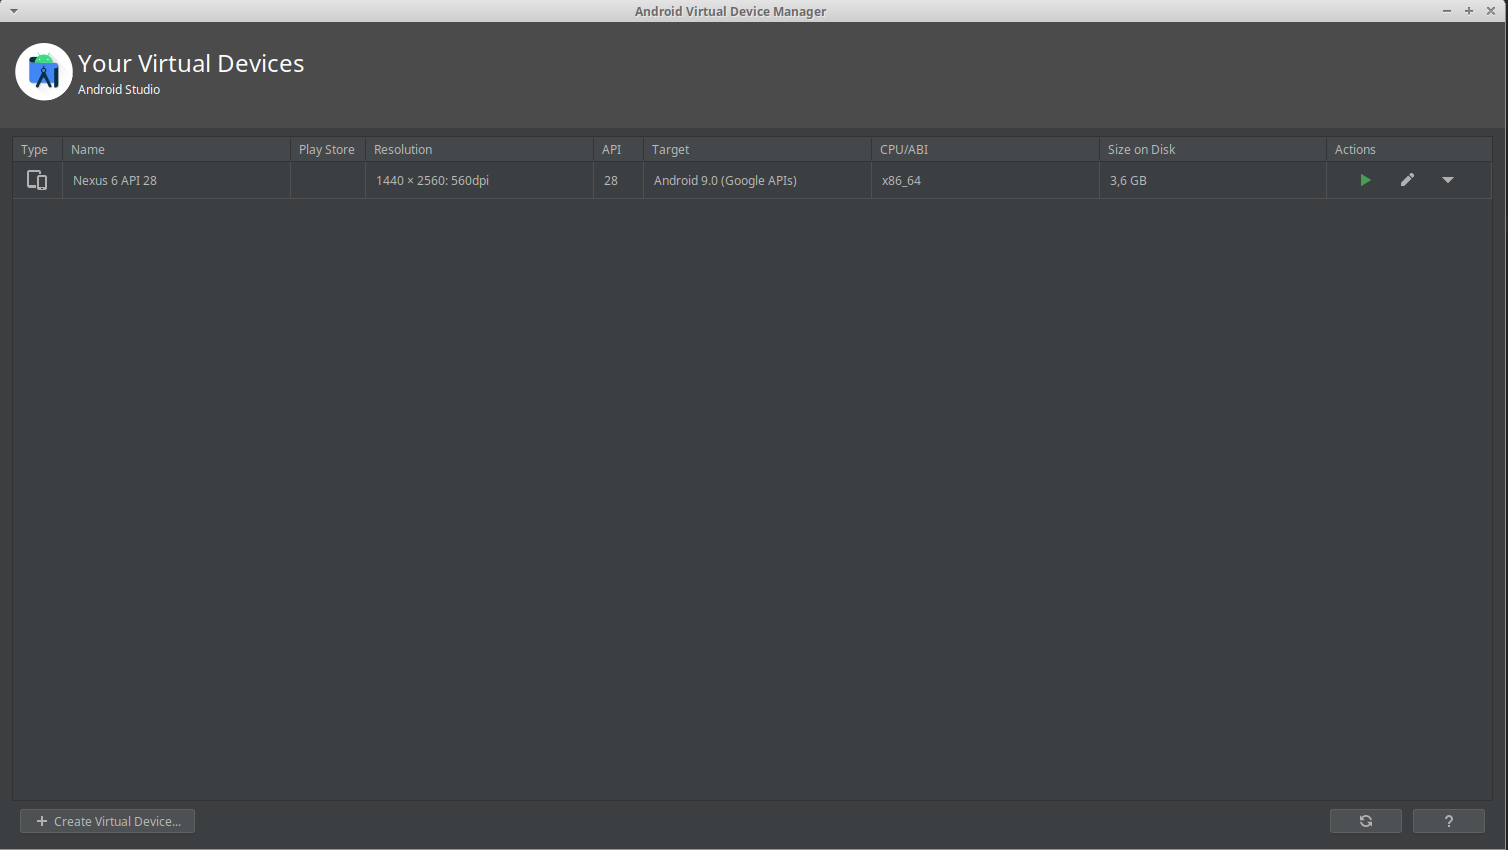 Android Virtual Device Manager
Your Virtual Devices
Android Studio
Type Name Play Store Resolution API Target CPU/ABI Size on Disk Actions
Nexus 6 API 28 1440 × 2560: 560dpi 28 Android 9.0 (Google APIs) x86_64 3,6 GB
+ Create Virtual Device... ?